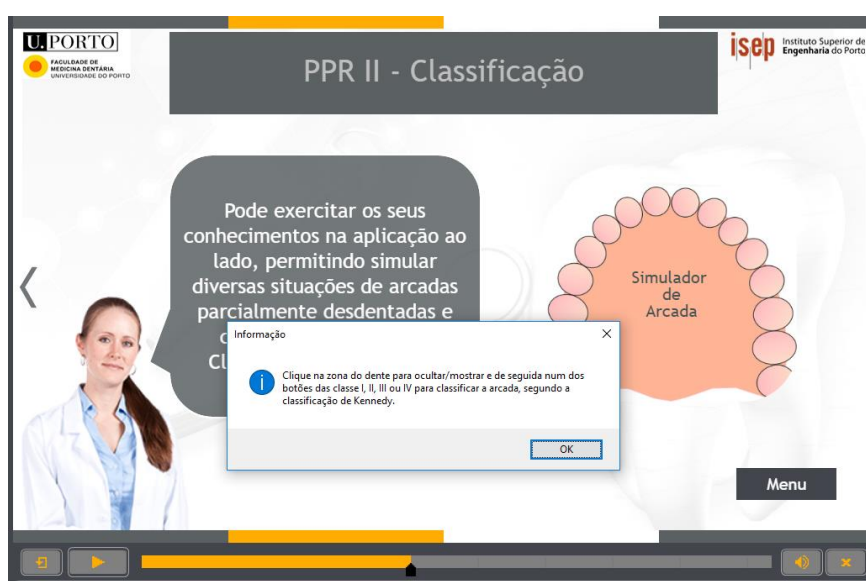 U. PORTO
FACULDADE DE
MEDICINA DENTÁRIA
UNIVERSIDADE DO PORTO
PPR II - Classificação
isep Instituto Superior de
Engenharia do Porto
Pode exercitar os seus
conhecimentos na aplicação ao
lado, permitindo simular
diversas situações de arcadas
parcialmente desdentadas e
Simulador
de
Arcada
Informação
Clique na zona do dente para ocultar/mostrar e de seguida num dos
botões das classe I, II, III ou IV para classificar a arcada, segundo a
classificação de Kennedy.
OK
Menu